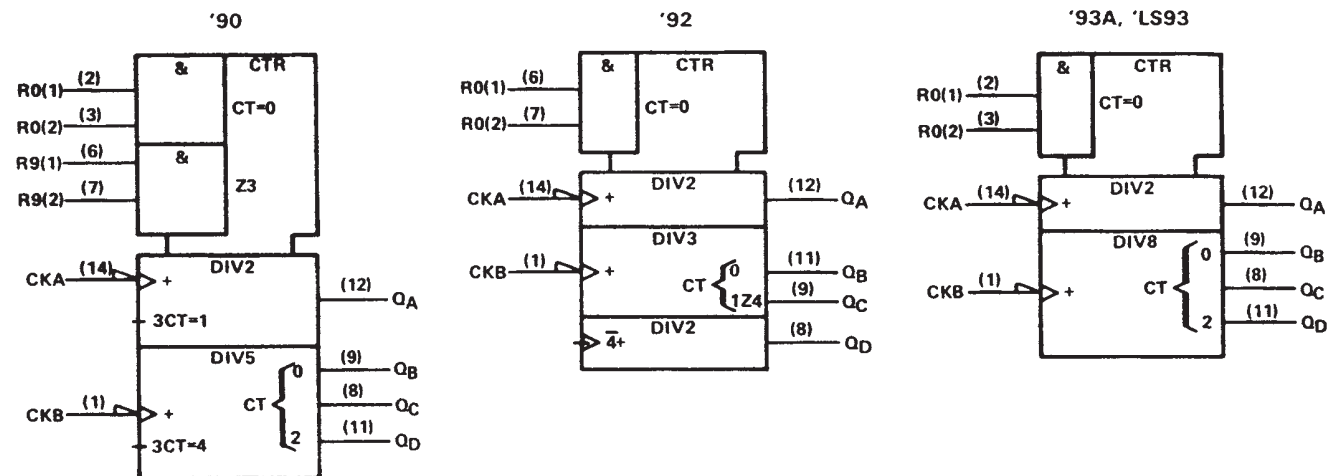 '90
&
CTR
R0(1) (2)
CT=0
R0(2) (3)
R9(1) (6)
&
R9(2) (7)
Z3
DIV2
CKA (14) +
(12) QA
3CT=1
DIV5
(9) QB
0
CT
(8) QC
CKB (1) +
2
(11) QD
3CT=4
'92
&
CTR
R0(1) (6)
CT=0
R0(2) (7)
DIV2
CKA (14) +
(12) QA
DIV3
CKB (1) +
0
(11) QB
CT
1Z4
(9) QC
DIV2
4+
(8) QD
'93A, 'LS93
&
CTR
R0(1) (2)
CT=0
R0(2) (3)
DIV2
CKA (14) +
(12) QA
DIV8
0
(9) QB
CKB (1) +
CT
(8) QC
2
(11) QD